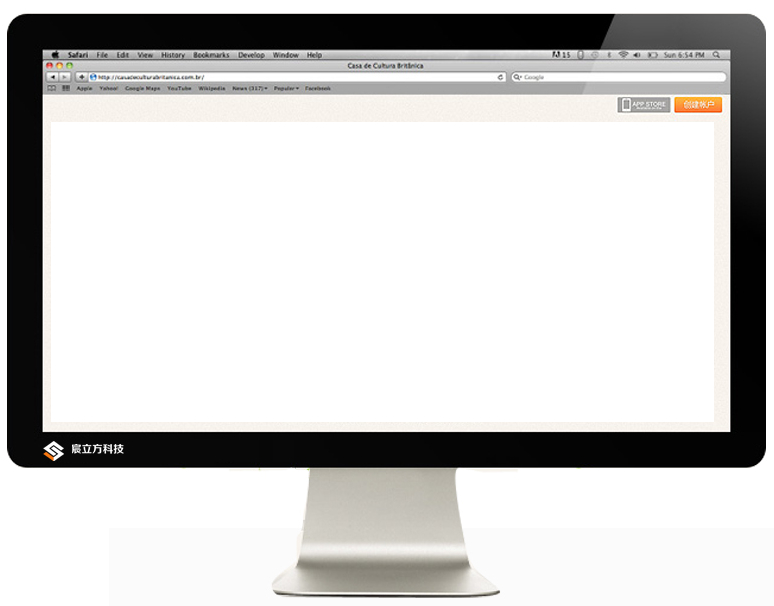 Safari File Edit View History Bookmarks Develop Window Help 15 Sun 6:54 PM
Casa de Cultura Britânica
http://casadeculturabritanica.com.br/ Google
Apple Yahoo! Google Maps YouTube Wikipedia News (317) Popular Facebook
APP STORE 创建帐户
宸立方科技